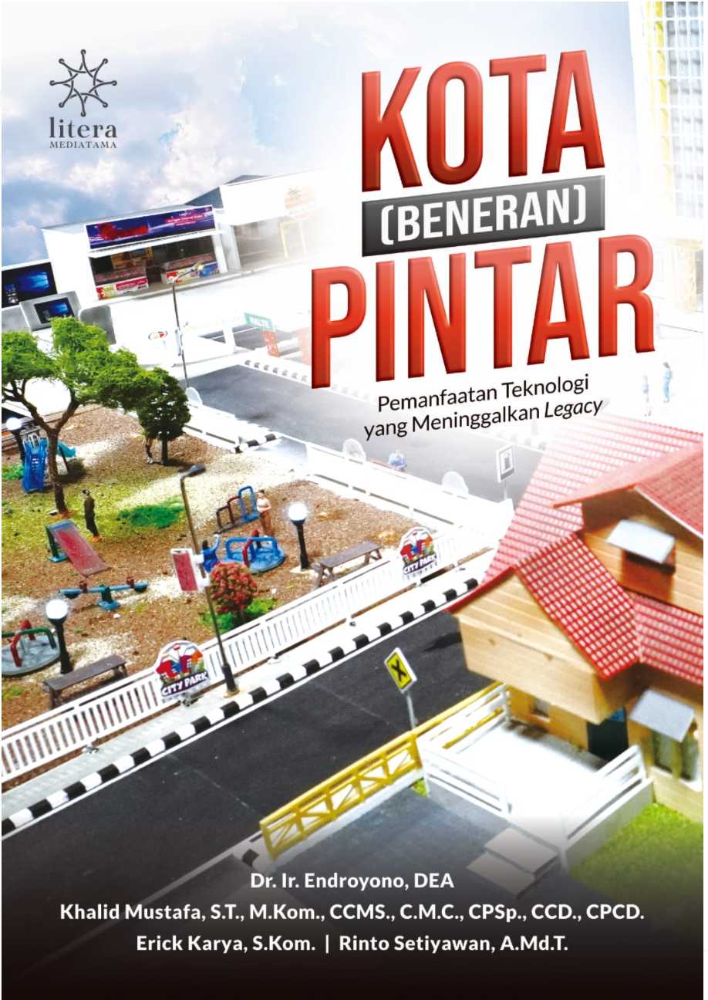 litera
MEDIATAMA
KOTA
(BENERAN)
PINTAR
Pemanfaatan Teknologi
yang Meninggalkan Legacy
HALTE
CITY PARK
CITY PARK
Dr. Ir. Endroyono, DEA
Khalid Mustafa, S.T., M.Kom., CCMS., C.M.C., CPSp., CCD., CPCD.
Erick Karya, S.Kom. | Rinto Setiyawan, A.Md.T.